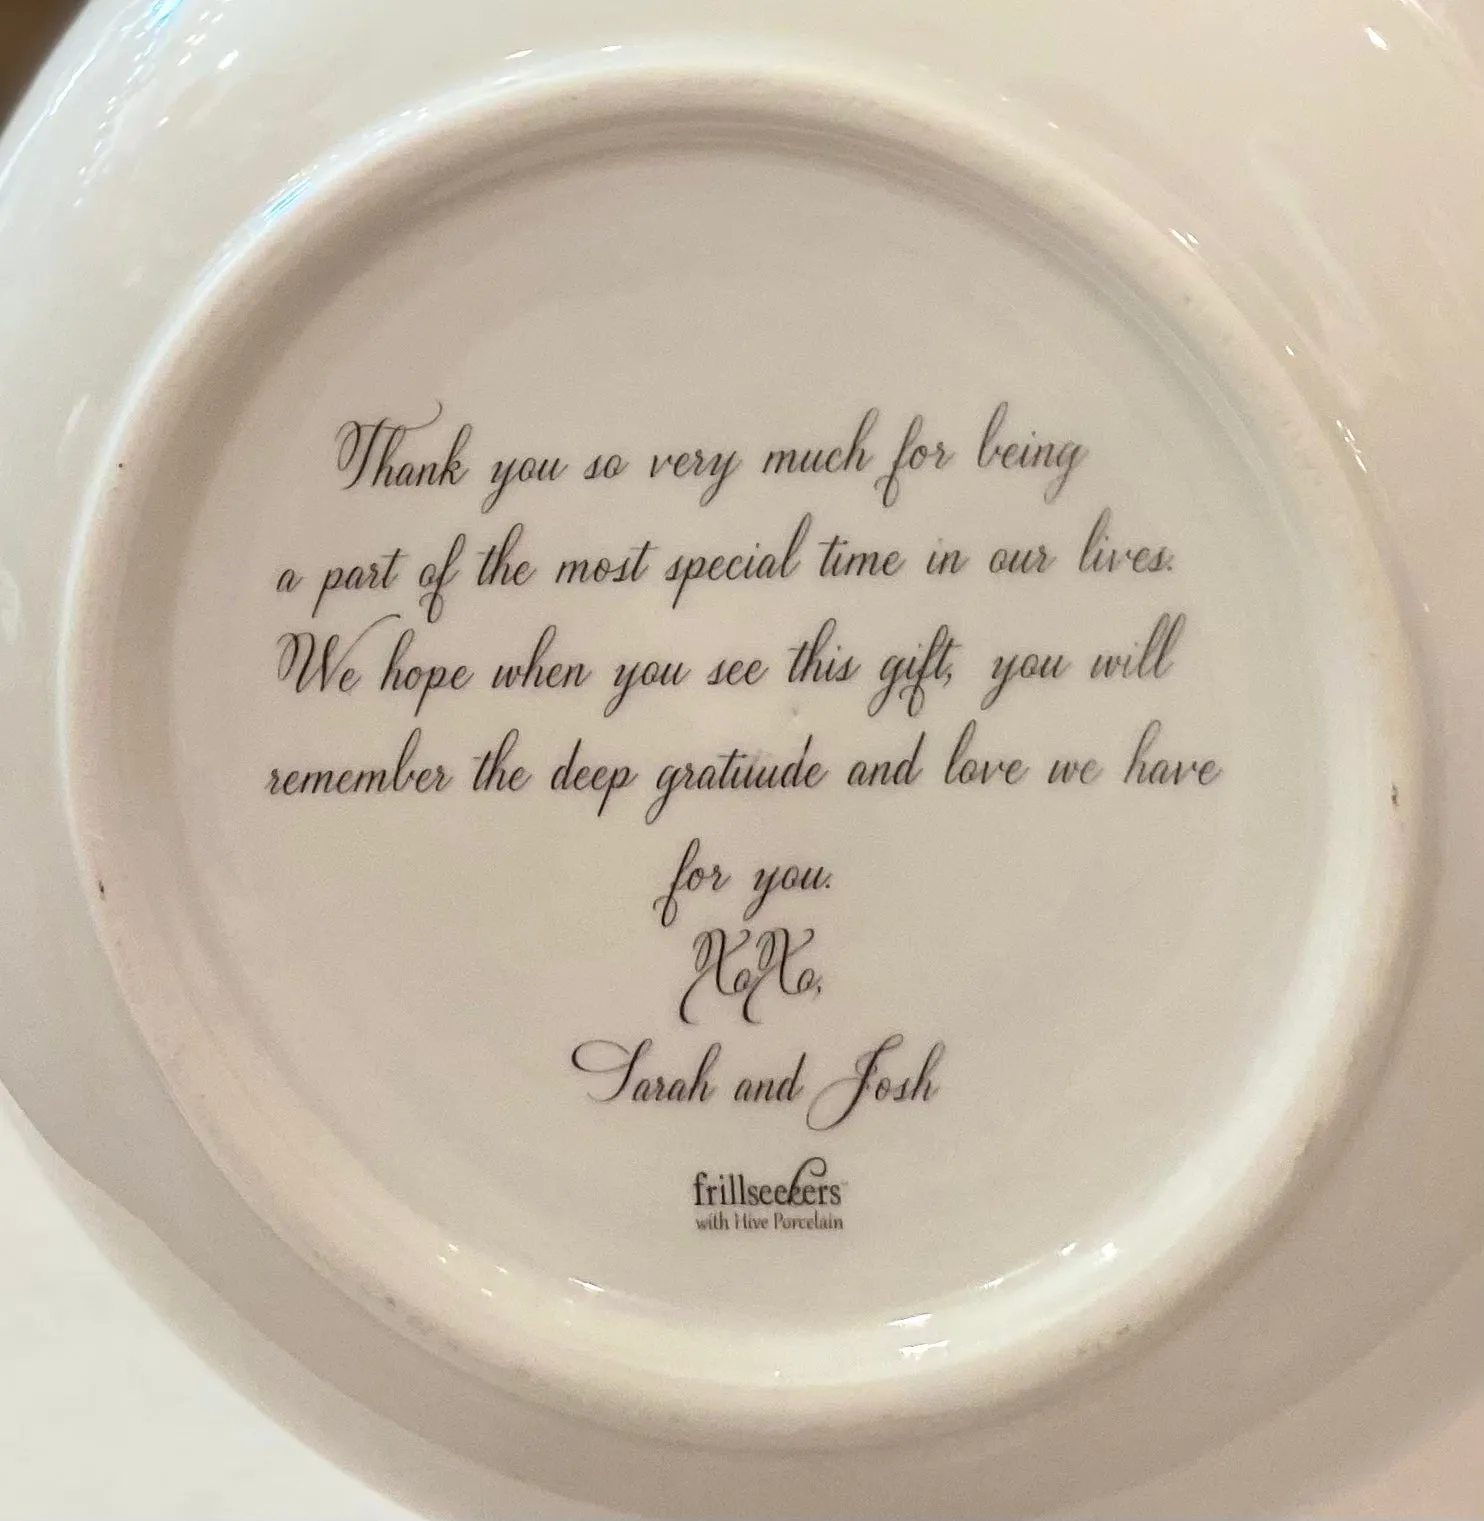 Thank you so very much for being
a part of the most special time in our lives.
We hope when you see this gift, you will
remember the deep gratitude and love we have
for you.
XoXo,
Sarah and Josh
frillseekers™
with Hive Porcelain